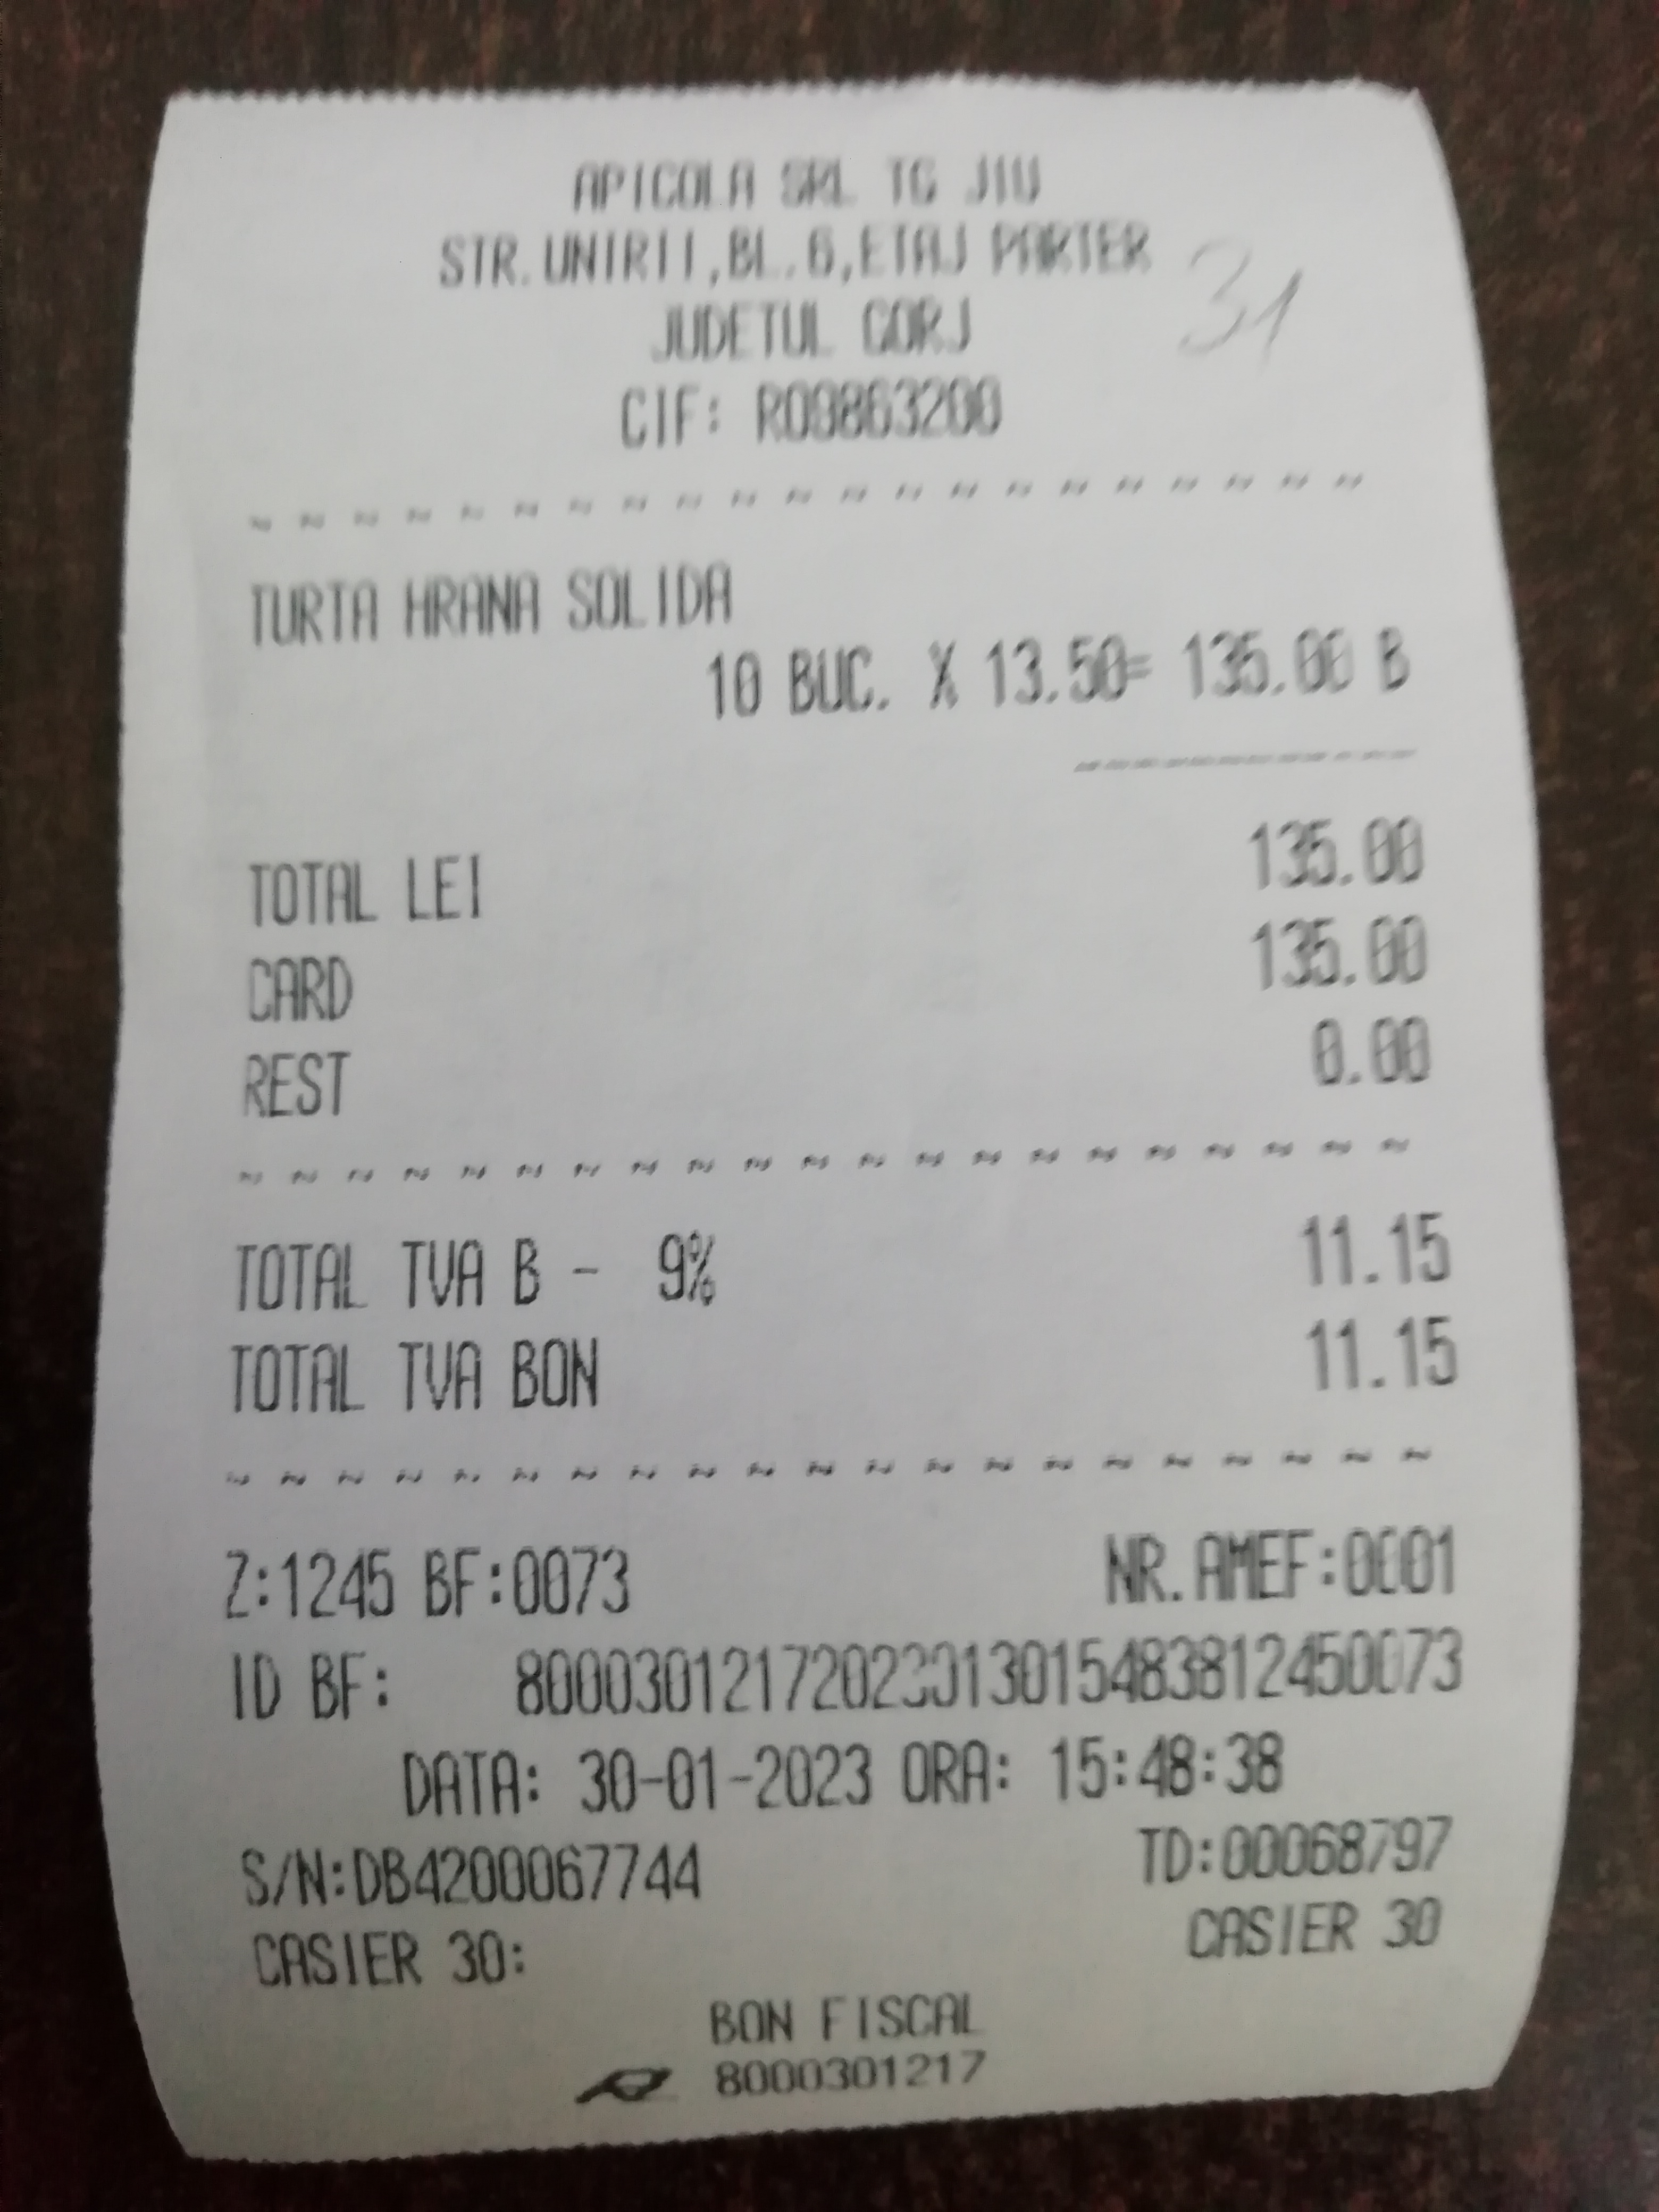 APICOLA SRL TG JIU
STR.UNIRII,BL.6,ETAJ PARTER
31
JUDETUL GORJ
CIF: RO9863200
TURTA HRANA SOLIDA
10 BUC. X 13.50= 135.00 B
TOTAL LEI 135.00
CARD 135.00
REST 0.00
TOTAL TVA B - 9% 11.15
TOTAL TVA BON 11.15
Z:1245 BF:0073 NR.AMEF:0001
ID BF: 80003012172023013015483812450073
DATA: 30-01-2023 ORA: 15:48:38
S/N:DB4200067744 TD:00068797
CASIER 30: CASIER 30
BON FISCAL
8000301217